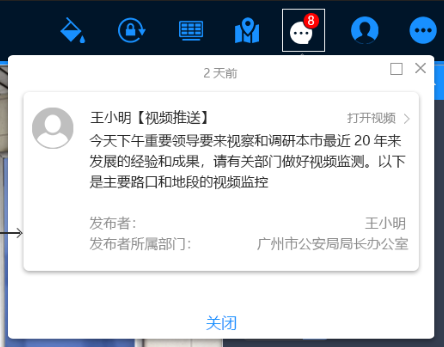 8
2 天前
王小明【视频推送】
打开视频
今天下午重要领导要来视察和调研本市最近 20 年来
发展的经验和成果，请有关部门做好视频监测。以下
是主要路口和地段的视频监控
发布者： 王小明
发布者所属部门： 广州市公安局局长办公室
关闭